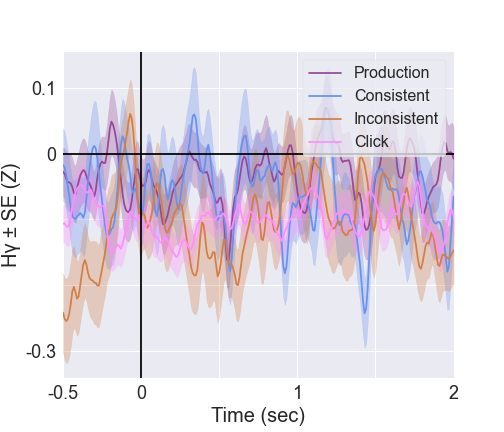 Production
Consistent
Inconsistent
Click
0.1
0
-0.3
Hγ ± SE (Z)
-0.5
0
1
2
Time (sec)